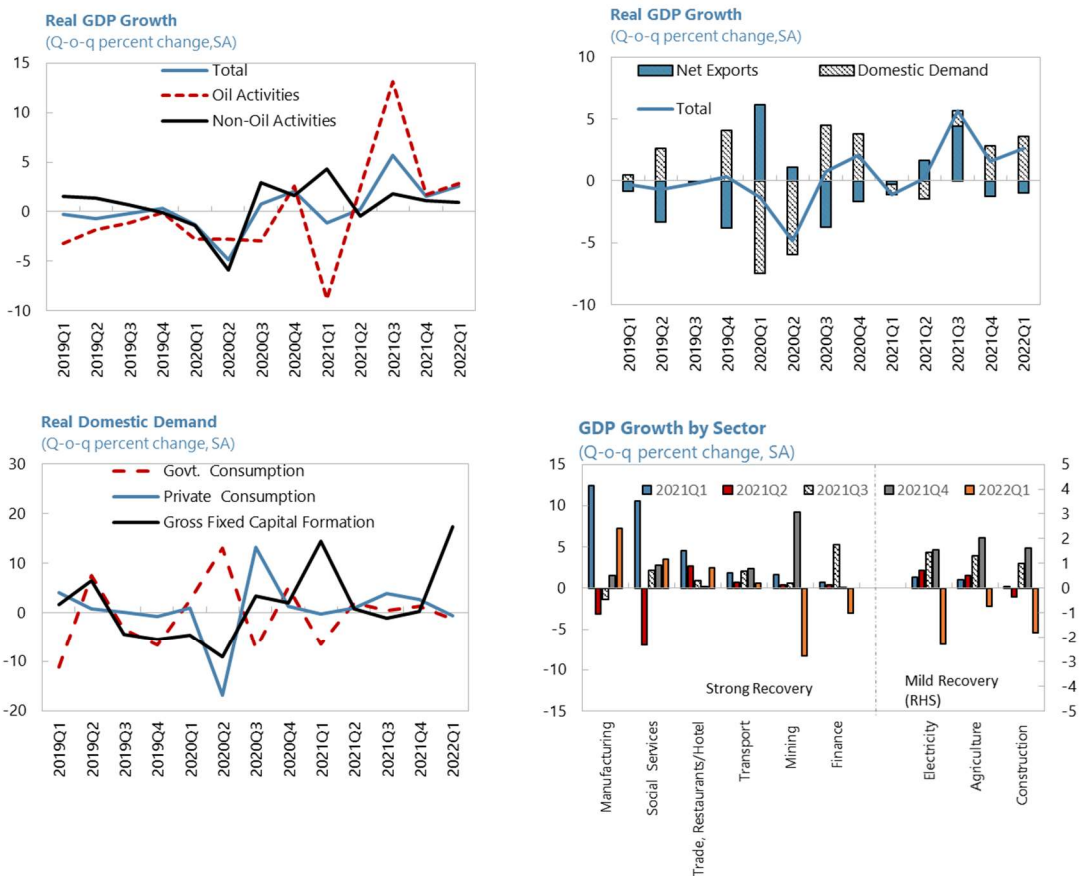 Real GDP Growth
(Q-o-q percent change,SA)
15
10
5
0
-5
-10
Total
Oil Activities
Non-Oil Activities
2019Q1
2019Q2
2019Q3
2019Q4
2020Q1
2020Q2
2020Q3
2020Q4
2021Q1
2021Q2
2021Q3
2021Q4
2022Q1
Real GDP Growth
(Q-o-q percent change,SA)
10
5
0
-5
-10
Net Exports
Domestic Demand
Total
2019Q1
2019Q2
2019Q3
2019Q4
2020Q1
2020Q2
2020Q3
2020Q4
2021Q1
2021Q2
2021Q3
2021Q4
2022Q1
Real Domestic Demand
(Q-o-q percent change, SA)
30
20
10
0
-10
-20
Govt. Consumption
Private Consumption
Gross Fixed Capital Formation
2019Q1
2019Q2
2019Q3
2019Q4
2020Q1
2020Q2
2020Q3
2020Q4
2021Q1
2021Q2
2021Q3
2021Q4
2022Q1
GDP Growth by Sector
(Q-o-q percent change, SA)
15
10
5
0
-5
-10
-15
2021Q1
2021Q2
2021Q3
2021Q4
2022Q1
5
4
3
2
1
0
-1
-2
-3
-4
-5
Strong Recovery
Mild Recovery
(RHS)
Manufacturing
Social Services
Trade, Restaurants/Hotel
Transport
Mining
Finance
Electricity
Agriculture
Construction